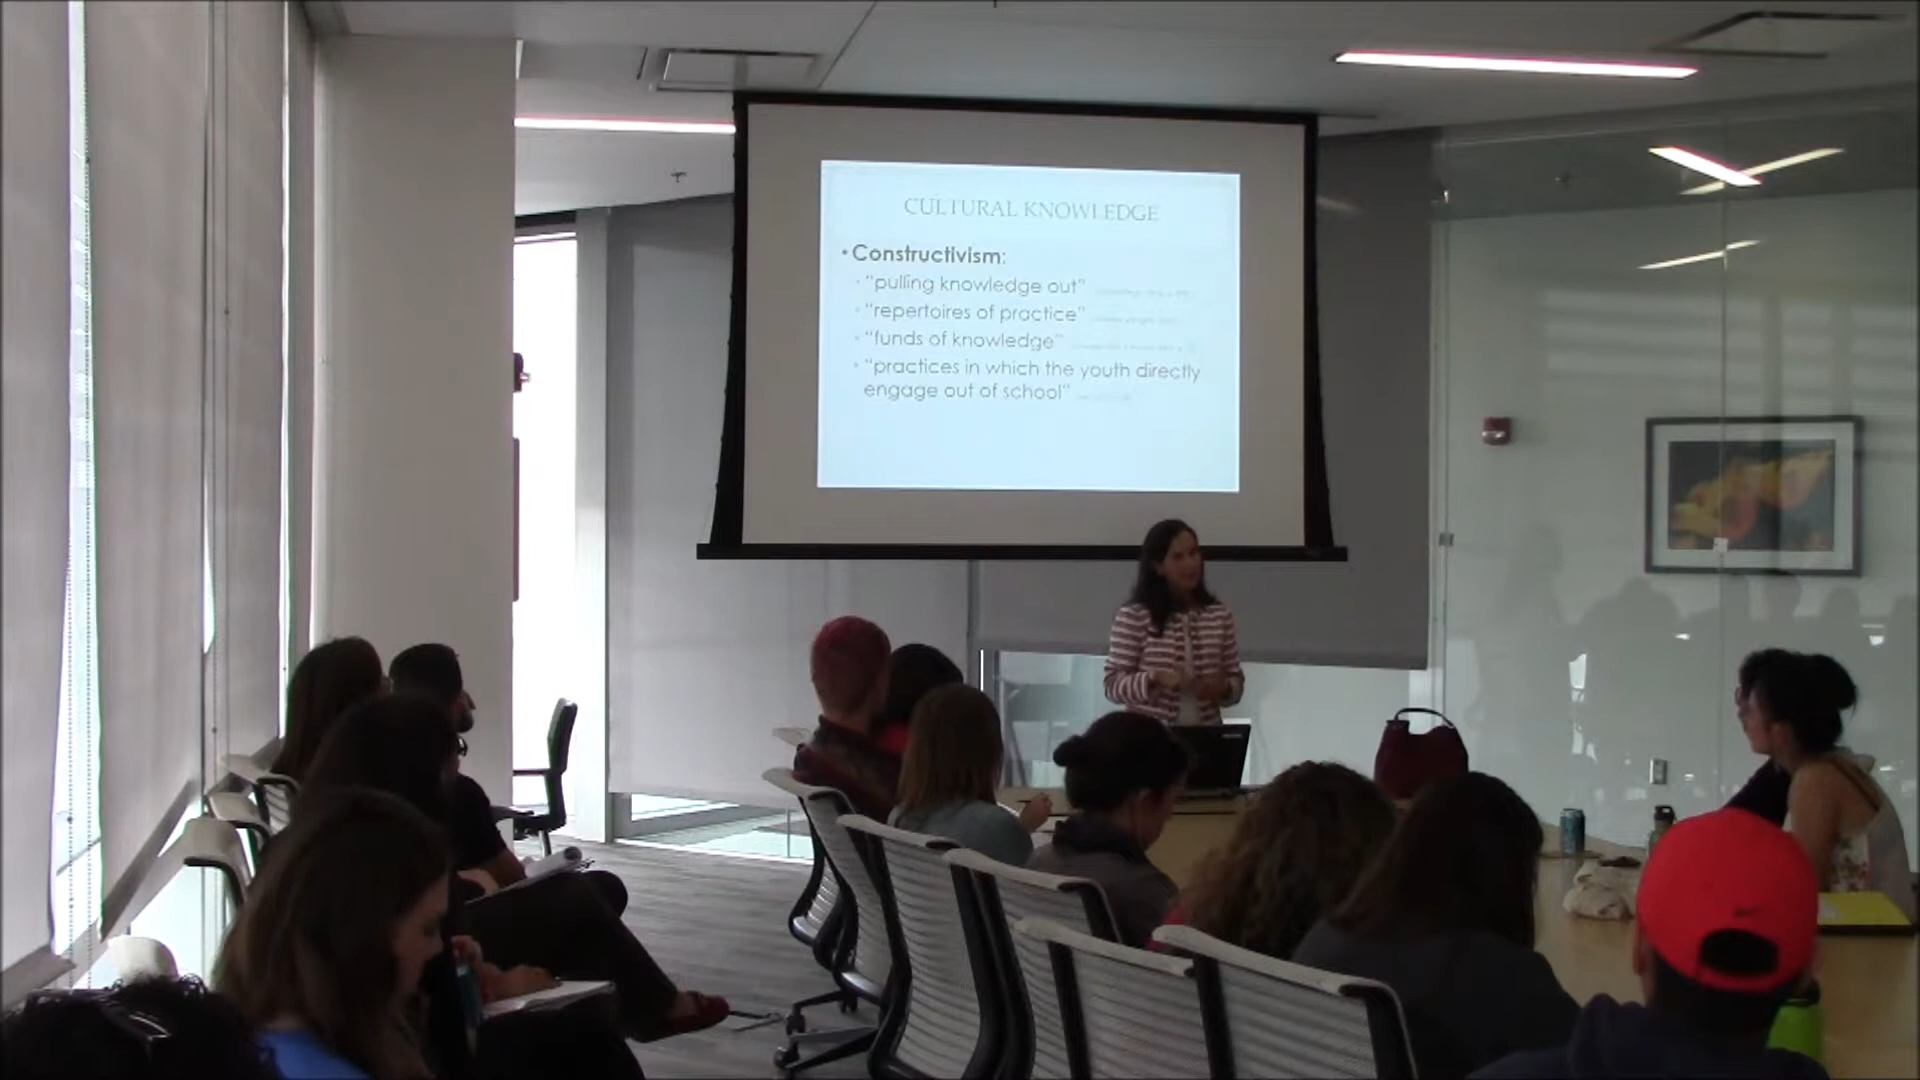 CULTURAL KNOWLEDGE
• Constructivism:
• "pulling knowledge out"
• "repertoires of practice"
• "funds of knowledge"
• "practices in which the youth directly
engage out of school"